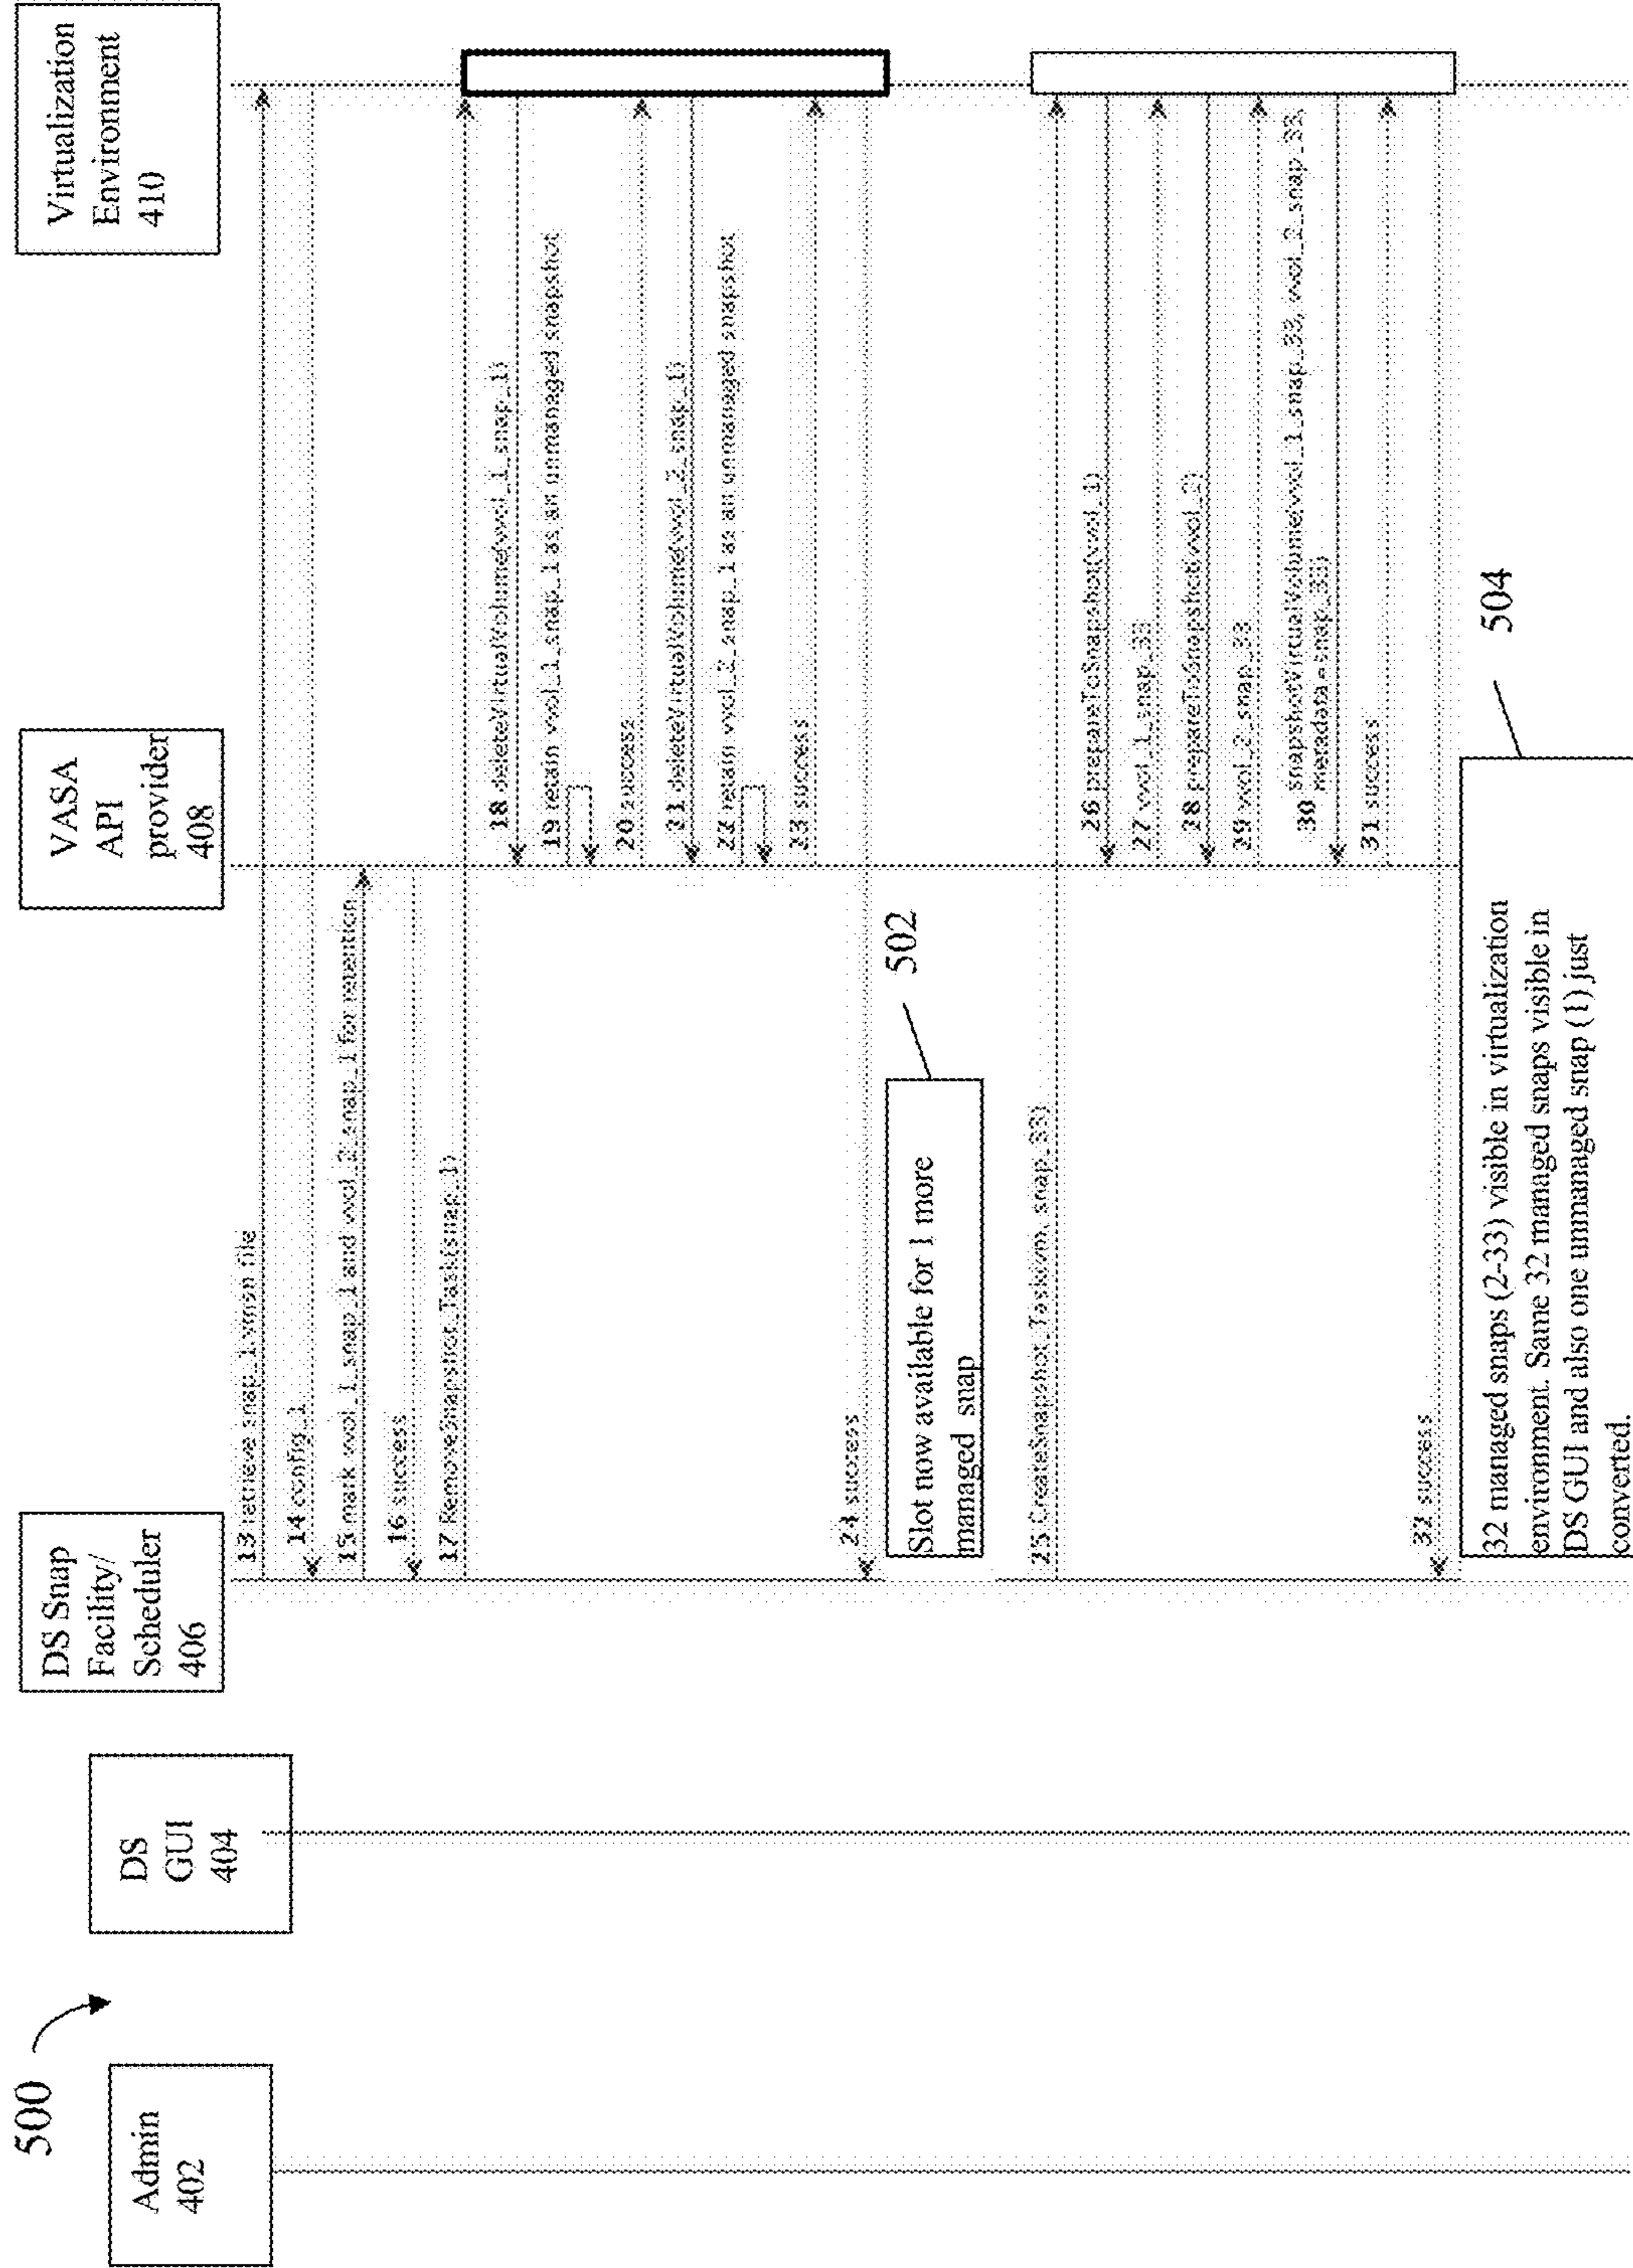 500
Admin
402
DS
GUI
404
DS Snap
Facility/
Scheduler
406
VASA
API
provider
408
Virtualization
Environment
410
13 retrieve snap_1.vmsn file
14 config_1
15 mark vvol_1_snap_1 and vvol_2_snap_1 for retention
16 success
17 RemoveSnapshot_Task(snap_1)
18 deleteVirtualVolume(vvol_1_snap_1)
19 retain vvol_1_snap_1 as an unmanaged snapshot
20 success
21 deleteVirtualVolume(vvol_2_snap_1)
22 retain vvol_2_snap_1 as an unmanaged snapshot
23 success
24 success
Slot now available for 1 more
managed snap
502
25 CreateSnapshot_Task(vm, snap_33)
26 prepareToSnapshot(vvol_1)
27 vvol_1_snap_33
28 prepareToSnapshot(vvol_2)
29 vvol_2_snap_33
30 snapshotVirtualVolume(vvol_1_snap_33, vvol_2_snap_33,
metadata=snap_33)
31 success
32 success
32 managed snaps (2-33) visible in virtualization
environment. Same 32 managed snaps visible in
DS GUI and also one unmanaged snap (1) just
converted.
504